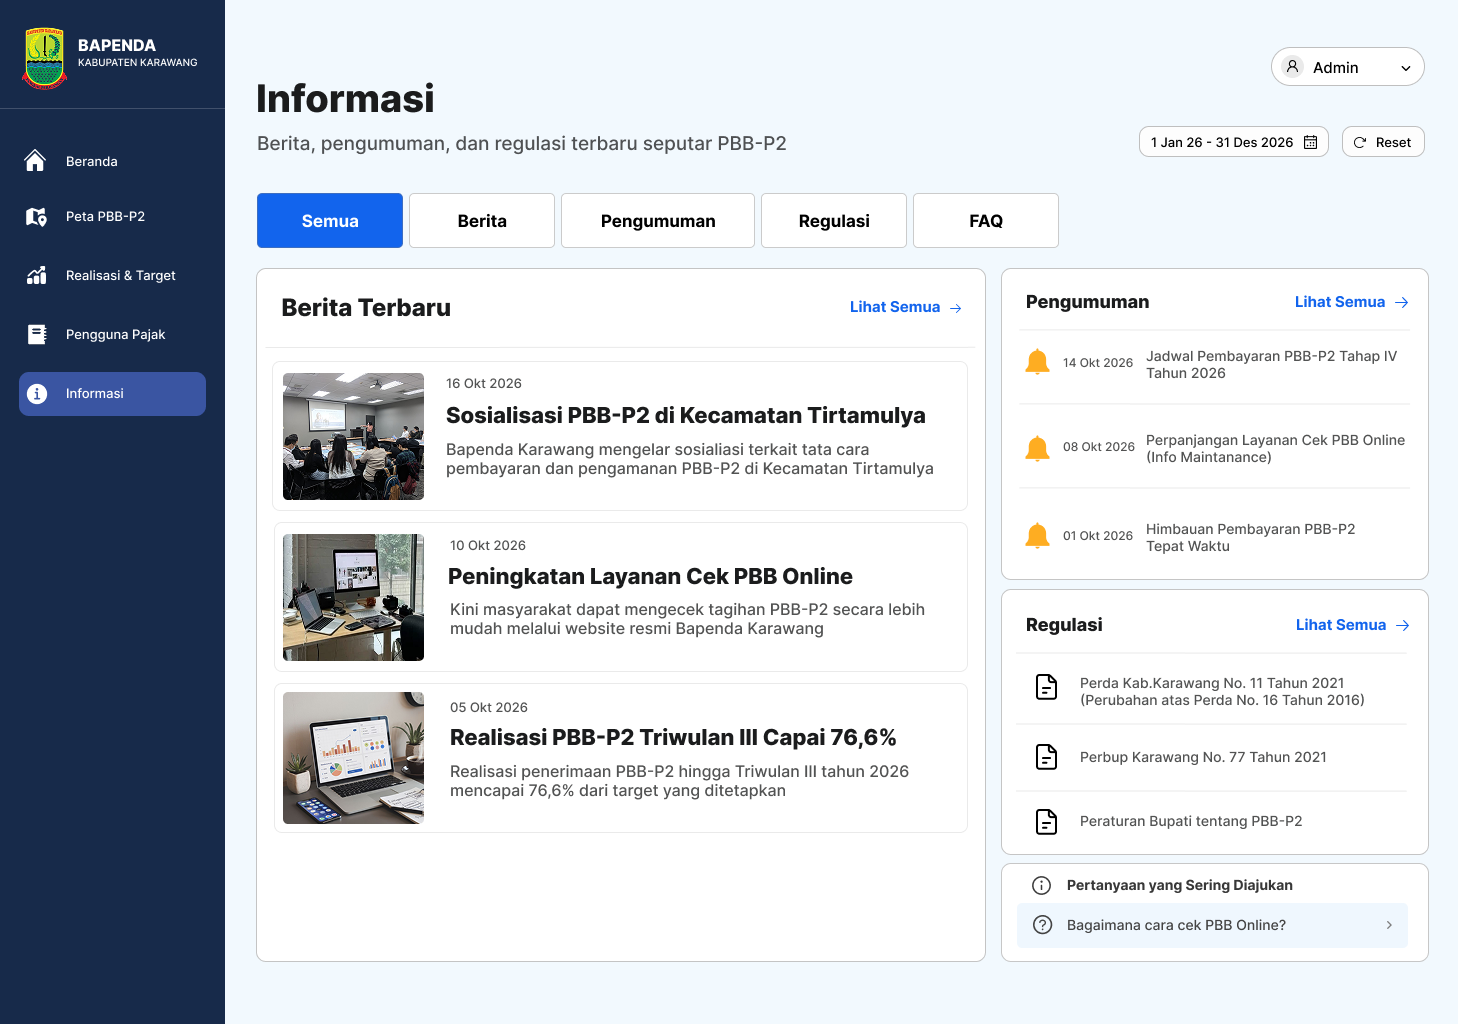 BAPENDA
KABUPATEN KARAWANG
Beranda
Peta PBB-P2
Realisasi & Target
Pengguna Pajak
Informasi
Admin
Informasi
Berita, pengumuman, dan regulasi terbaru seputar PBB-P2
1 Jan 26 - 31 Des 2026
Reset
Semua
Berita
Pengumuman
Regulasi
FAQ
Berita Terbaru
Lihat Semua
16 Okt 2026
Sosialisasi PBB-P2 di Kecamatan Tirtamulya
Bapenda Karawang mengelar sosialiasi terkait tata cara
pembayaran dan pengamanan PBB-P2 di Kecamatan Tirtamulya
10 Okt 2026
Peningkatan Layanan Cek PBB Online
Kini masyarakat dapat mengecek tagihan PBB-P2 secara lebih
mudah melalui website resmi Bapenda Karawang
05 Okt 2026
Realisasi PBB-P2 Triwulan III Capai 76,6%
Realisasi penerimaan PBB-P2 hingga Triwulan III tahun 2026
mencapai 76,6% dari target yang ditetapkan
Pengumuman
Lihat Semua
14 Okt 2026
Jadwal Pembayaran PBB-P2 Tahap IV
Tahun 2026
08 Okt 2026
Perpanjangan Layanan Cek PBB Online
(Info Maintanance)
01 Okt 2026
Himbauan Pembayaran PBB-P2
Tepat Waktu
Regulasi
Lihat Semua
Perda Kab.Karawang No. 11 Tahun 2021
(Perubahan atas Perda No. 16 Tahun 2016)
Perbup Karawang No. 77 Tahun 2021
Peraturan Bupati tentang PBB-P2
Pertanyaan yang Sering Diajukan
Bagaimana cara cek PBB Online?